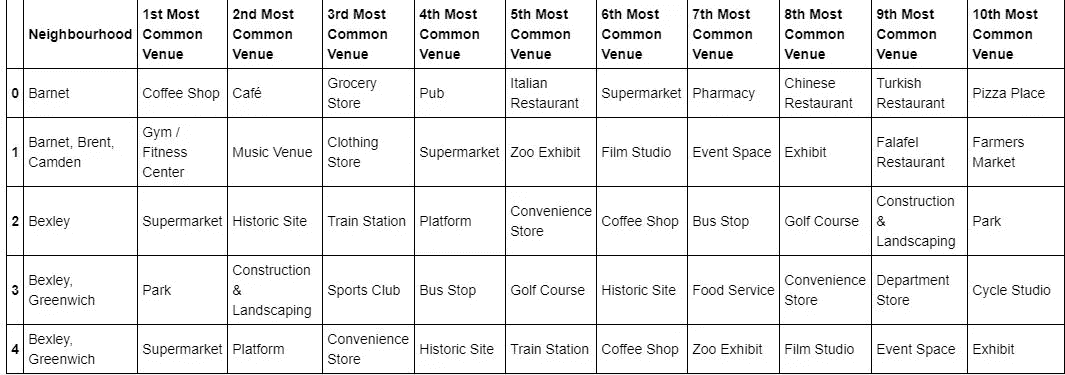 Neighbourhood 1st Most Common Venue 2nd Most Common Venue 3rd Most Common Venue 4th Most Common Venue 5th Most Common Venue 6th Most Common Venue 7th Most Common Venue 8th Most Common Venue 9th Most Common Venue 10th Most Common Venue
0 Barnet Coffee Shop Café Grocery Store Pub Italian Restaurant Supermarket Pharmacy Chinese Restaurant Turkish Restaurant Pizza Place
1 Barnet, Brent, Camden Gym / Fitness Center Music Venue Clothing Store Supermarket Zoo Exhibit Film Studio Event Space Exhibit Falafel Restaurant Farmers Market
2 Bexley Supermarket Historic Site Train Station Platform Convenience Store Coffee Shop Bus Stop Golf Course Construction & Landscaping Park
3 Bexley, Greenwich Park Construction & Landscaping Sports Club Bus Stop Golf Course Historic Site Food Service Convenience Store Department Store Cycle Studio
4 Bexley, Greenwich Supermarket Platform Convenience Store Historic Site Train Station Coffee Shop Zoo Exhibit Film Studio Event Space Exhibit